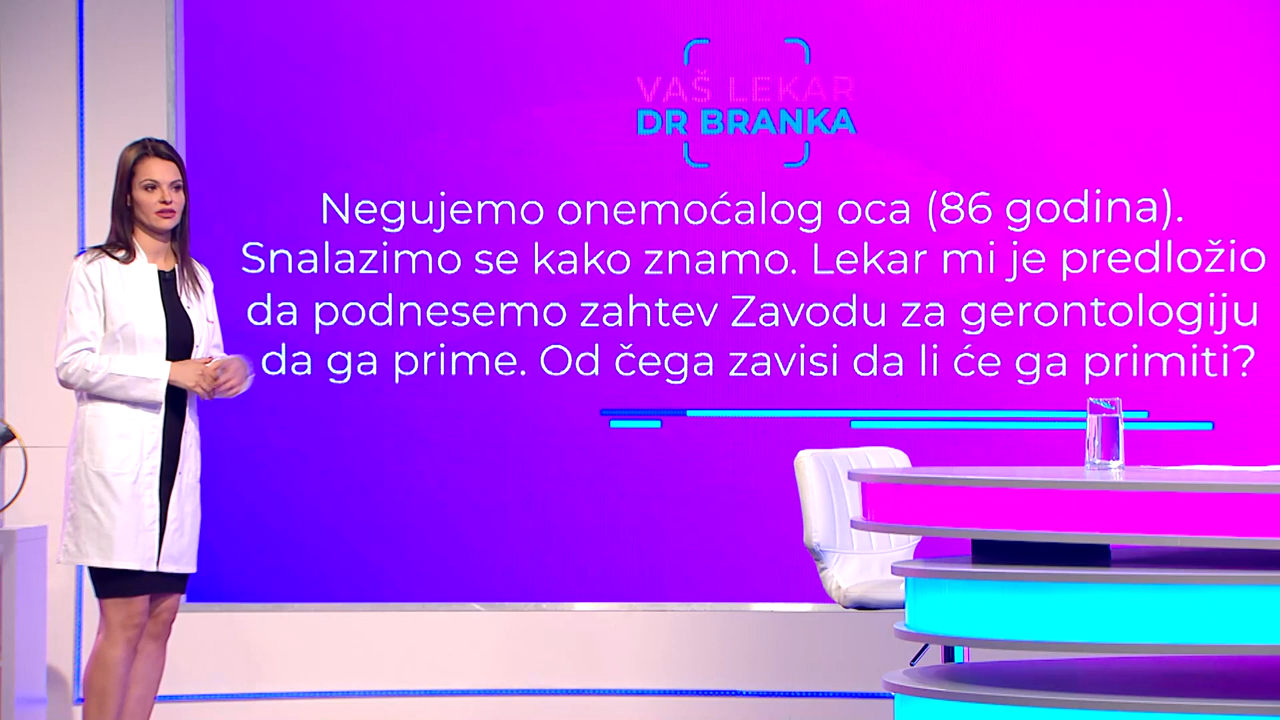 VAŠ LEKAR
DR BRANKA
Negujemo onemoćalog oca (86 godina).
Snalazimo se kako znamo. Lekar mi je predložio
da podnesemo zahtev Zavodu za gerontologiju
da ga prime. Od čega zavisi da li će ga primiti?